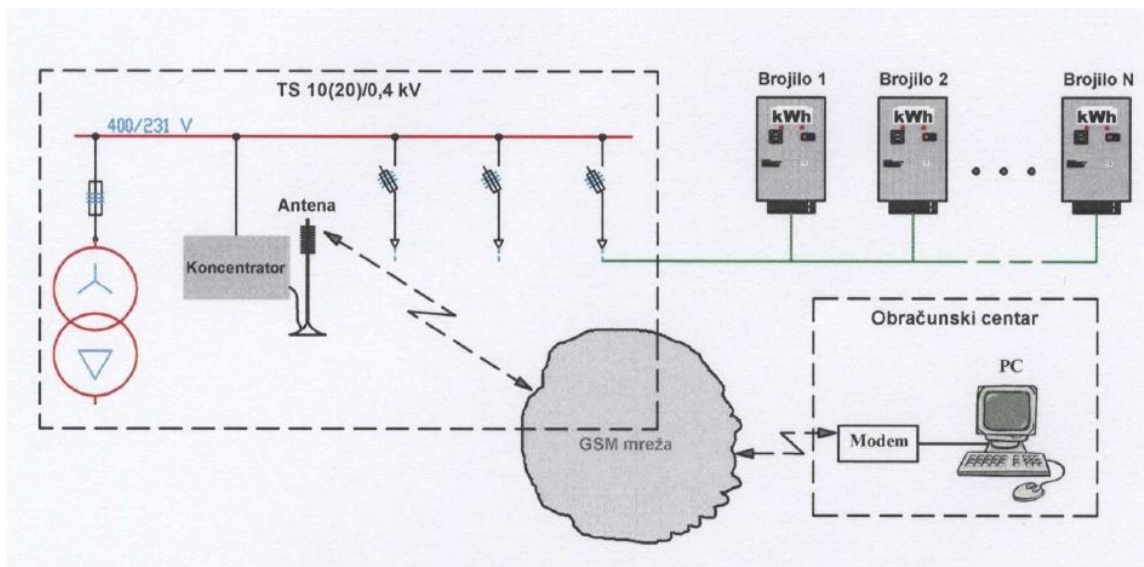 TS 10(20)/0,4 kV
400/231 V
Antena
Koncentrator
Brojilo 1
Brojilo 2
Brojilo N
kWh
kWh
kWh
GSM mreža
Obračunski centar
PC
Modem